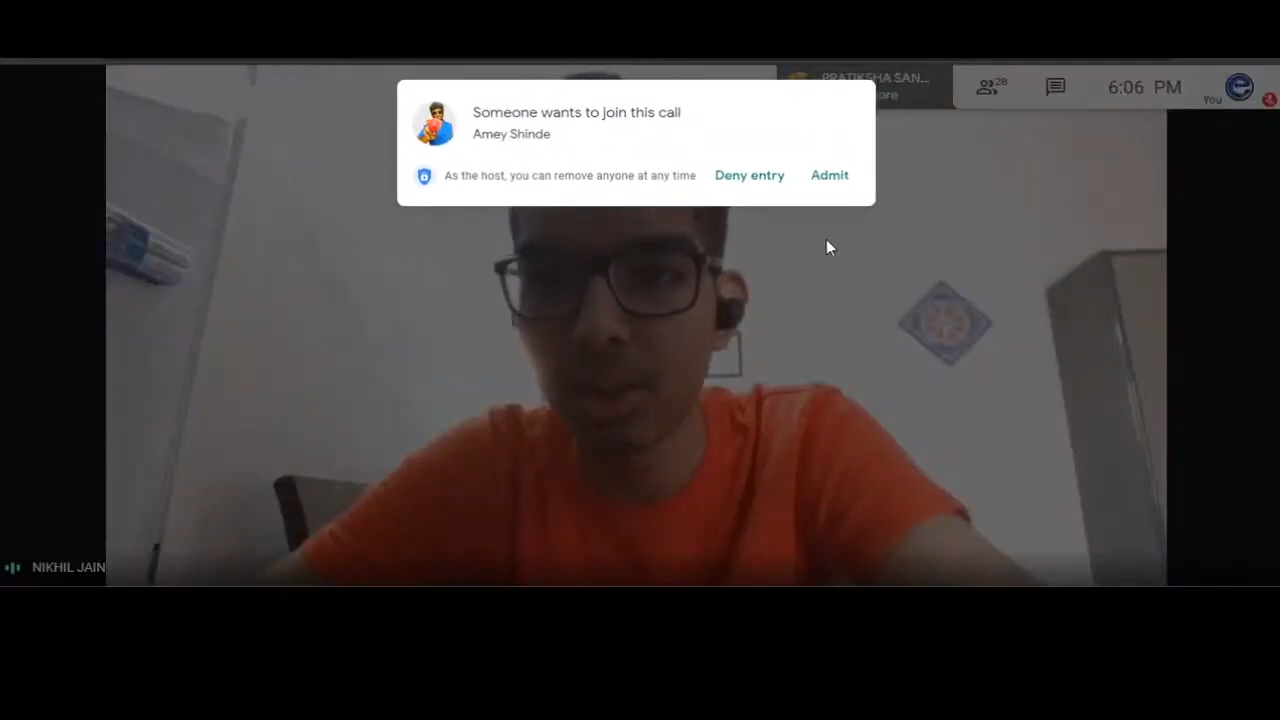 PRATIKSHA SAN...
ore
28
6:06 PM
You
Someone wants to join this call
Amey Shinde
As the host, you can remove anyone at any time
Deny entry
Admit
NIKHIL JAIN